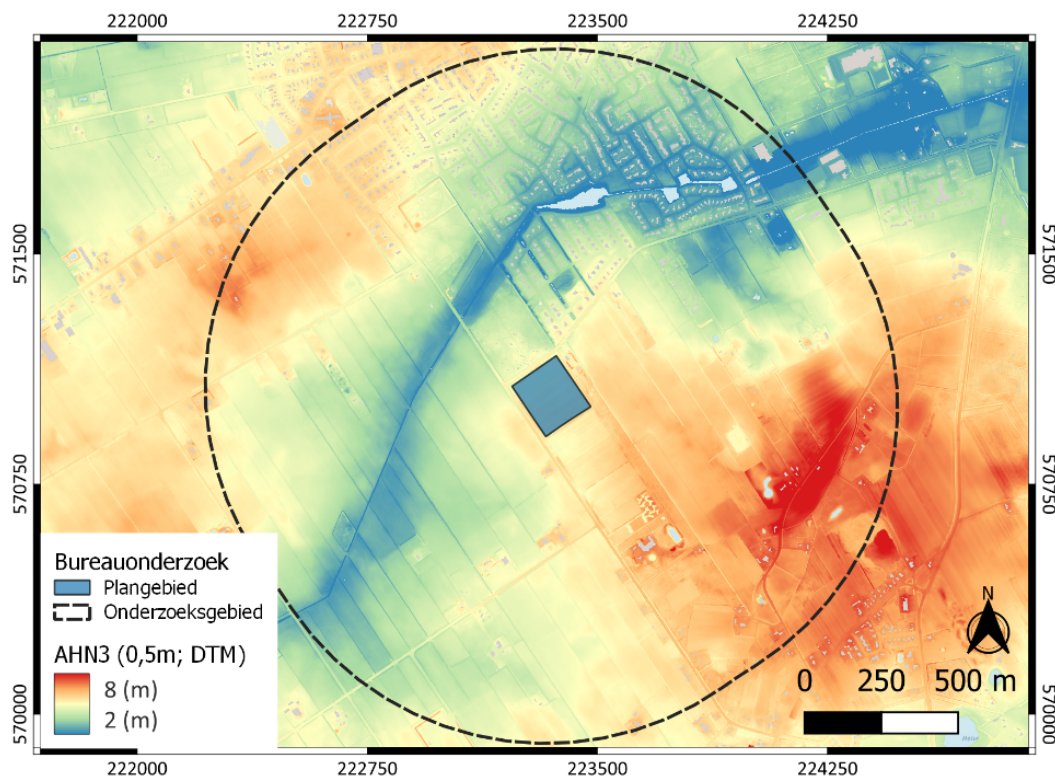 222000 222750 223500 224250
571500 571500
570750 570750
570000 570000
Bureauonderzoek
Plangebied
Onderzoeksgebied
AHN3 (0,5m; DTM)
8 (m)
2 (m)
N
0 250 500 m
222000 222750 223500 224250